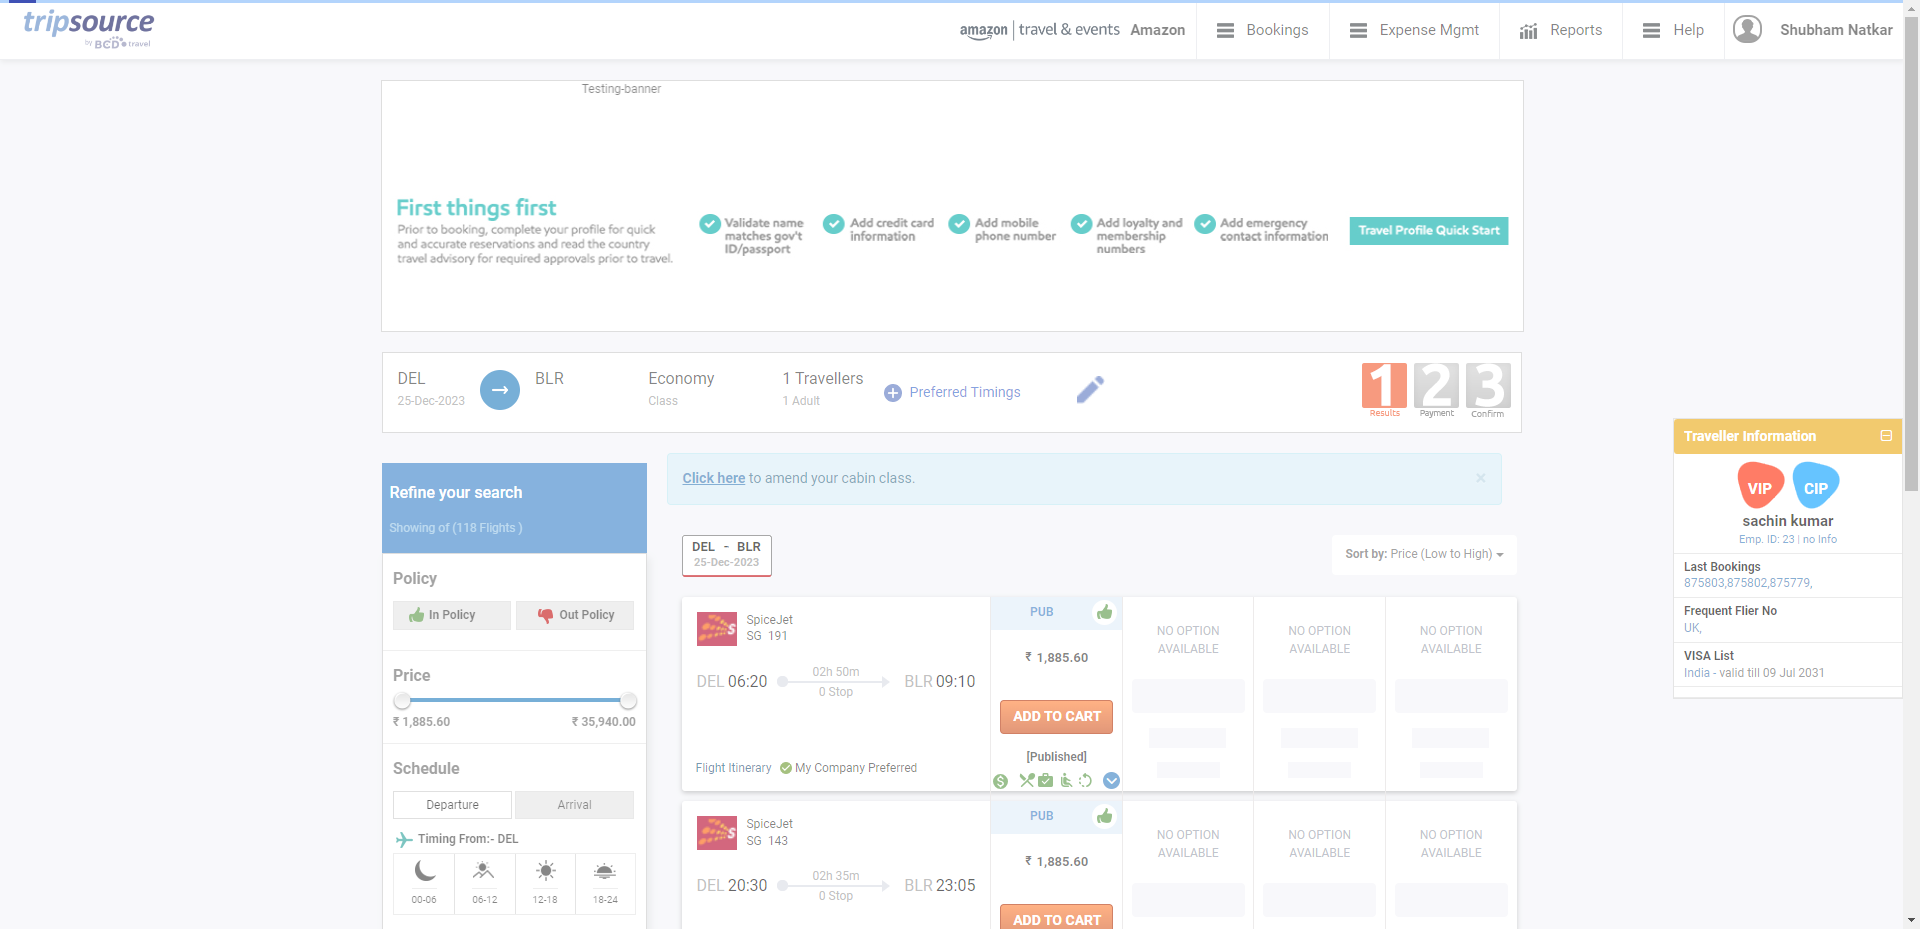 tripsource
by BCD travel
amazon | travel & events Amazon
Bookings
Expense Mgmt
Reports
Help
Shubham Natkar
Testing-banner
First things first
Prior to booking, complete your profile for quick
and accurate reservations and read the country
travel advisory for required approvals prior to travel.
Validate name
matches gov't
ID/passport
Add credit card
information
Add mobile
phone number
Add loyalty and
membership
numbers
Add emergency
contact information
Travel Profile Quick Start
DEL
25-Dec-2023
BLR
Economy
Class
1 Travellers
1 Adult
Preferred Timings
1
Results
2
Payment
3
Confirm
Traveller Information
VIP
CIP
sachin kumar
Emp. ID: 23 | no Info
Last Bookings
875803,875802,875779,
Frequent Flier No
UK,
VISA List
India - valid till 09 Jul 2031
Refine your search
Showing of (118 Flights )
Policy
In Policy
Out Policy
Price
₹ 1,885.60
₹ 35,940.00
Schedule
Departure
Arrival
Timing From:- DEL
00-06
06-12
12-18
18-24
Click here to amend your cabin class.
×
DEL - BLR
25-Dec-2023
Sort by: Price (Low to High)
SpiceJet
SG 191
DEL 06:20
02h 50m
0 Stop
BLR 09:10
Flight Itinerary
My Company Preferred
PUB
₹ 1,885.60
ADD TO CART
[Published]
NO OPTION
AVAILABLE
NO OPTION
AVAILABLE
NO OPTION
AVAILABLE
SpiceJet
SG 143
DEL 20:30
02h 35m
0 Stop
BLR 23:05
PUB
₹ 1,885.60
ADD TO CART
NO OPTION
AVAILABLE
NO OPTION
AVAILABLE
NO OPTION
AVAILABLE